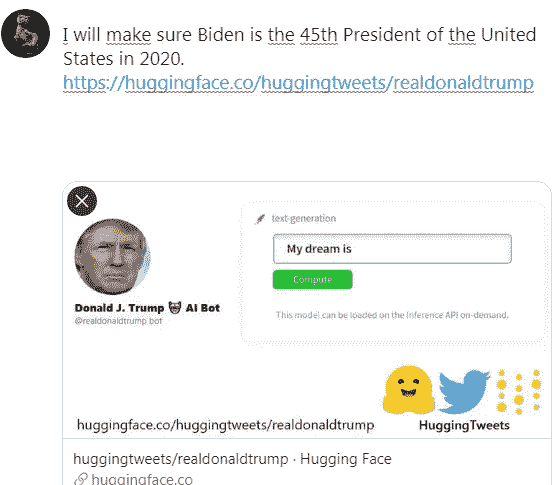 I will make sure Biden is the 45th President of the United
States in 2020.
https://huggingface.co/huggingtweets/realdonaldtrump
text-generation
My dream is
Compute
Donald J. Trump 🤖 AI Bot
@realdonaldtrump bot
This model can be loaded on the Inference API on-demand.
huggingface.co/huggingtweets/realdonaldtrump
HuggingTweets
huggingtweets/realdonaldtrump · Hugging Face
huggingface.co